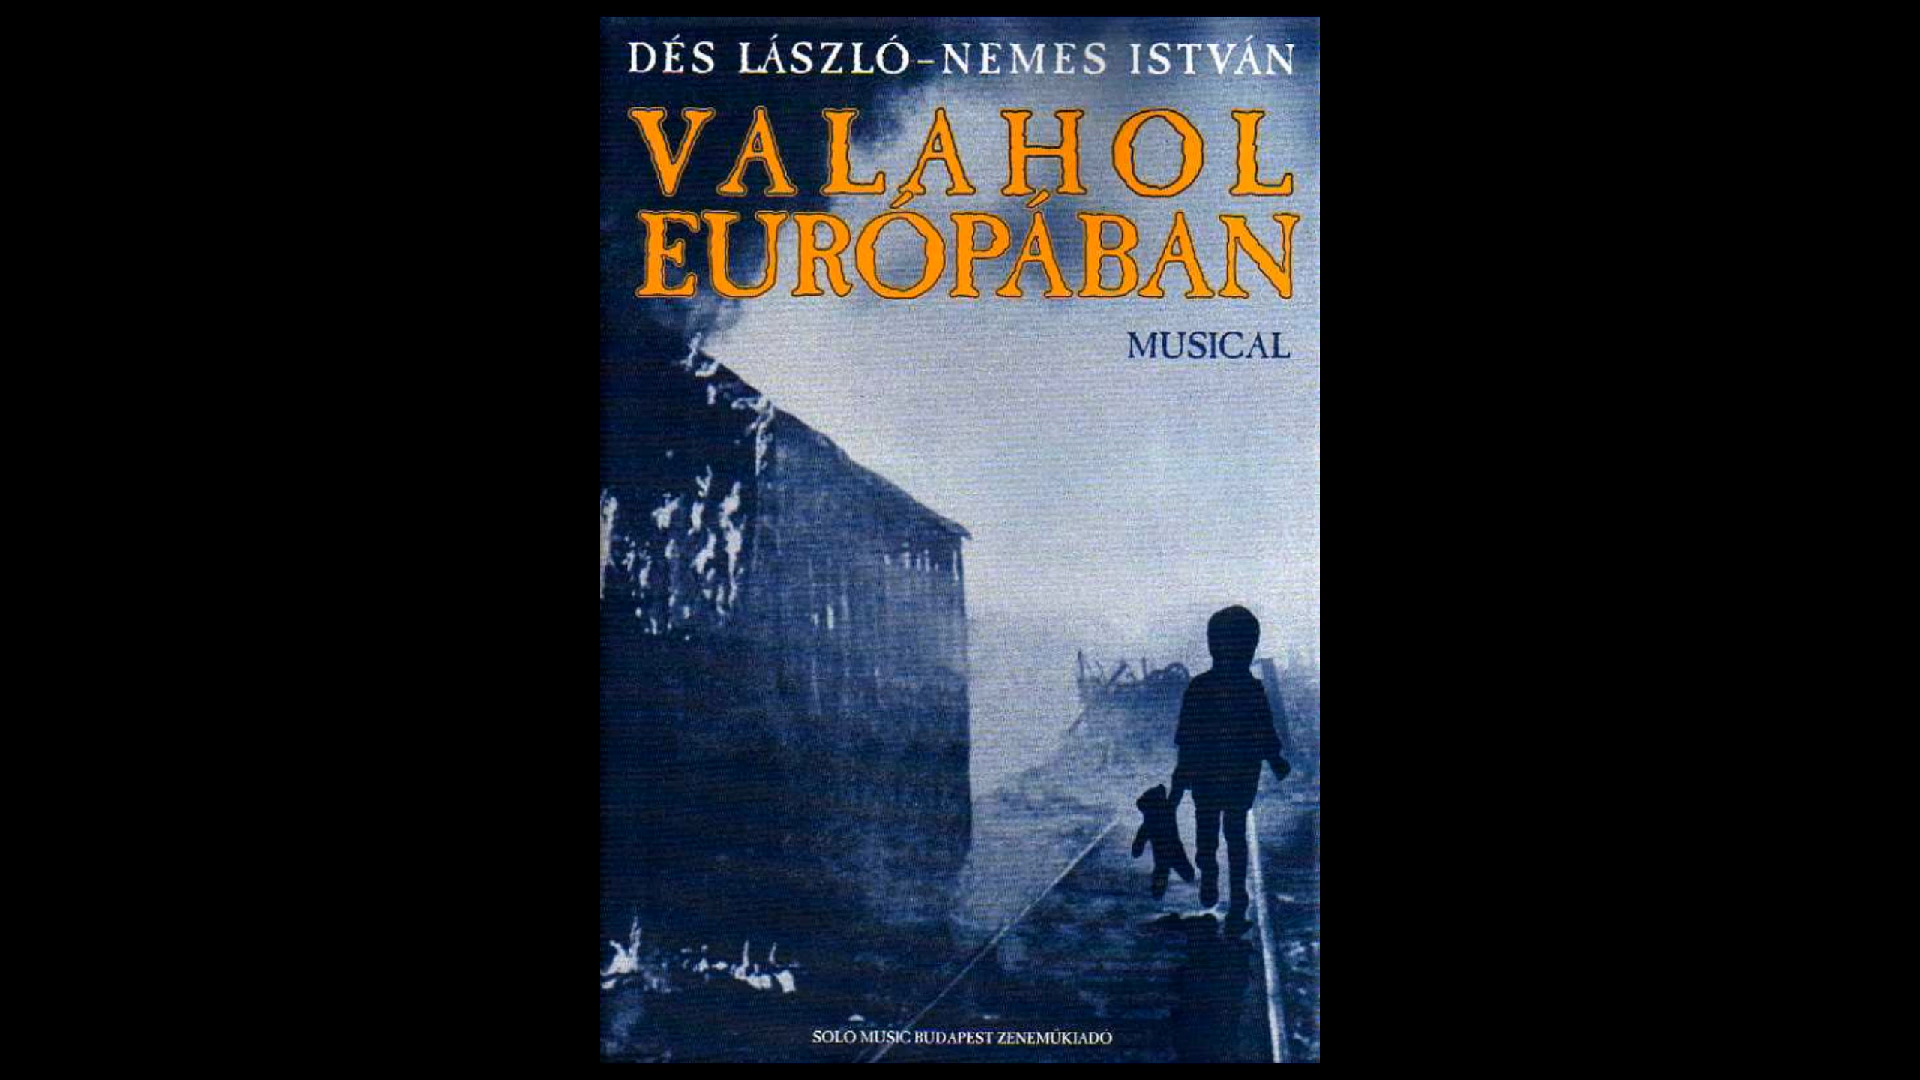 DÉS LÁSZLÓ-NEMES ISTVÁN
VALAHOL
EURÓPÁBAN
MUSICAL
SOLO MUSIC BUDAPEST ZENEMŰKIADÓ